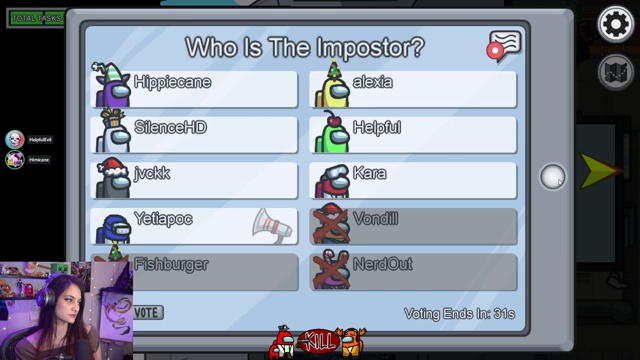 TOTAL TASKS
Who Is The Impostor?
Hippiecane
alexia
SilenceHD
Helpful
HelpfulEvil
Himicane
jvckk
Kara
Yetiapoc
Vondill
Fishburger
NerdOut
VOTE
Voting Ends In: 31s
KILL